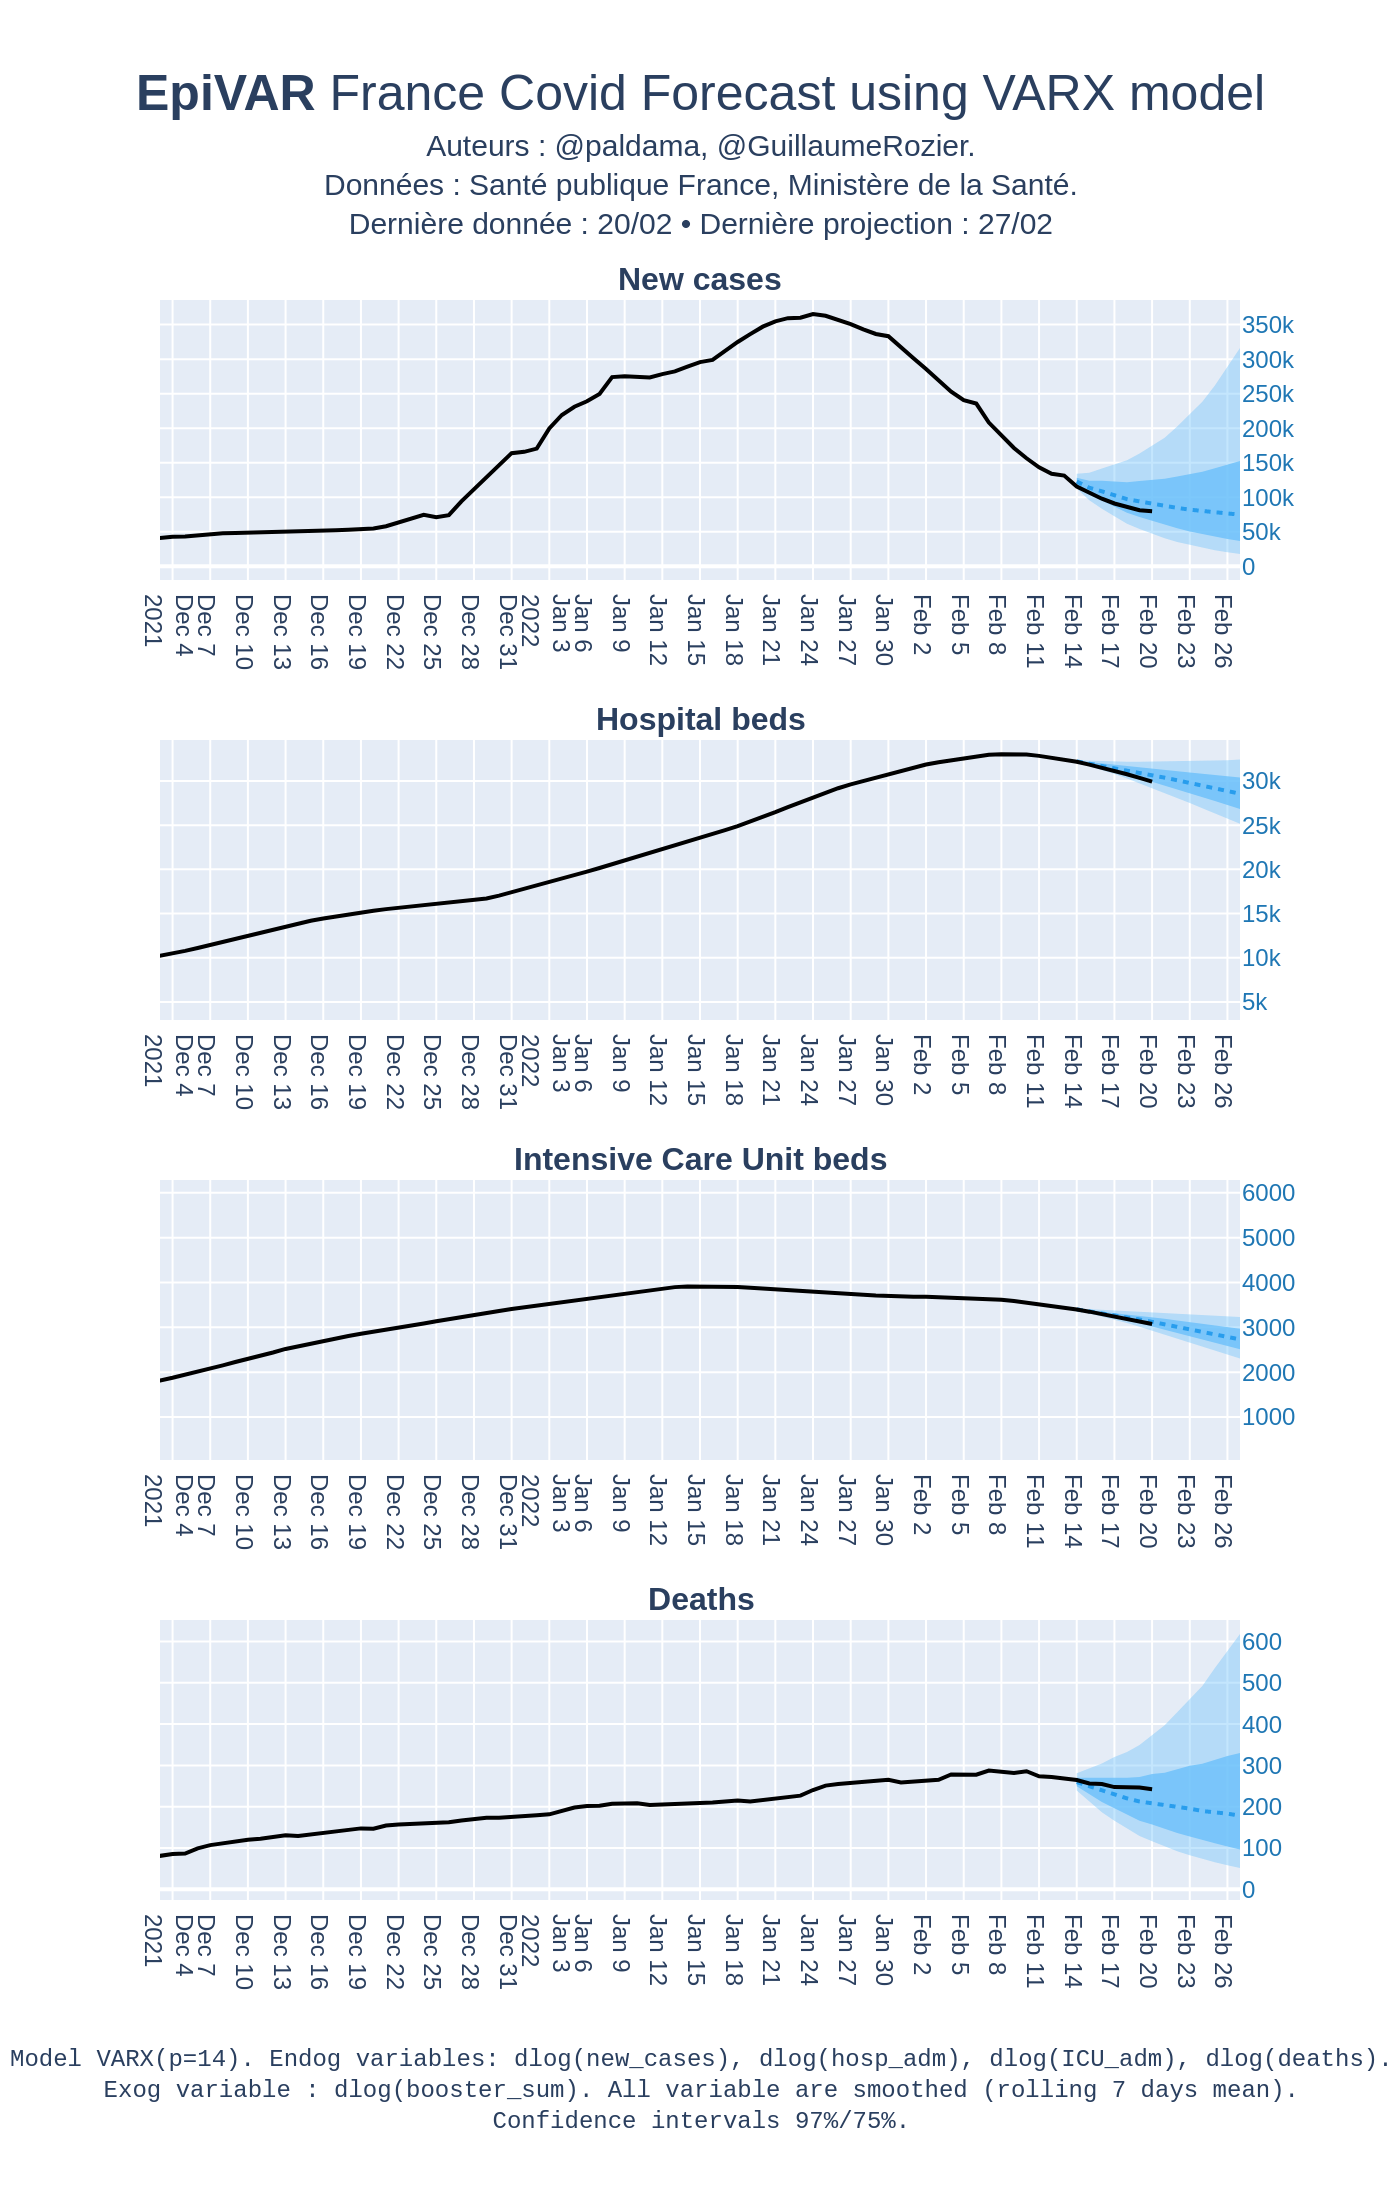 EpiVAR France Covid Forecast using VARX model
Auteurs : @paldama, @GuillaumeRozier.
Données : Santé publique France, Ministère de la Santé.
Dernière donnée : 20/02 • Dernière projection : 27/02
New cases
350k
300k
250k
200k
150k
100k
50k
0
2021
Dec 4
Dec 7
Dec 10
Dec 13
Dec 16
Dec 19
Dec 22
Dec 25
Dec 28
Dec 31
2022
Jan 3
Jan 6
Jan 9
Jan 12
Jan 15
Jan 18
Jan 21
Jan 24
Jan 27
Jan 30
Feb 2
Feb 5
Feb 8
Feb 11
Feb 14
Feb 17
Feb 20
Feb 23
Feb 26
Hospital beds
30k
25k
20k
15k
10k
5k
2021
Dec 4
Dec 7
Dec 10
Dec 13
Dec 16
Dec 19
Dec 22
Dec 25
Dec 28
Dec 31
2022
Jan 3
Jan 6
Jan 9
Jan 12
Jan 15
Jan 18
Jan 21
Jan 24
Jan 27
Jan 30
Feb 2
Feb 5
Feb 8
Feb 11
Feb 14
Feb 17
Feb 20
Feb 23
Feb 26
Intensive Care Unit beds
6000
5000
4000
3000
2000
1000
2021
Dec 4
Dec 7
Dec 10
Dec 13
Dec 16
Dec 19
Dec 22
Dec 25
Dec 28
Dec 31
2022
Jan 3
Jan 6
Jan 9
Jan 12
Jan 15
Jan 18
Jan 21
Jan 24
Jan 27
Jan 30
Feb 2
Feb 5
Feb 8
Feb 11
Feb 14
Feb 17
Feb 20
Feb 23
Feb 26
Deaths
600
500
400
300
200
100
0
2021
Dec 4
Dec 7
Dec 10
Dec 13
Dec 16
Dec 19
Dec 22
Dec 25
Dec 28
Dec 31
2022
Jan 3
Jan 6
Jan 9
Jan 12
Jan 15
Jan 18
Jan 21
Jan 24
Jan 27
Jan 30
Feb 2
Feb 5
Feb 8
Feb 11
Feb 14
Feb 17
Feb 20
Feb 23
Feb 26
Model VARX(p=14). Endog variables: dlog(new_cases), dlog(hosp_adm), dlog(ICU_adm), dlog(deaths).
Exog variable : dlog(booster_sum). All variable are smoothed (rolling 7 days mean).
Confidence intervals 97%/75%.